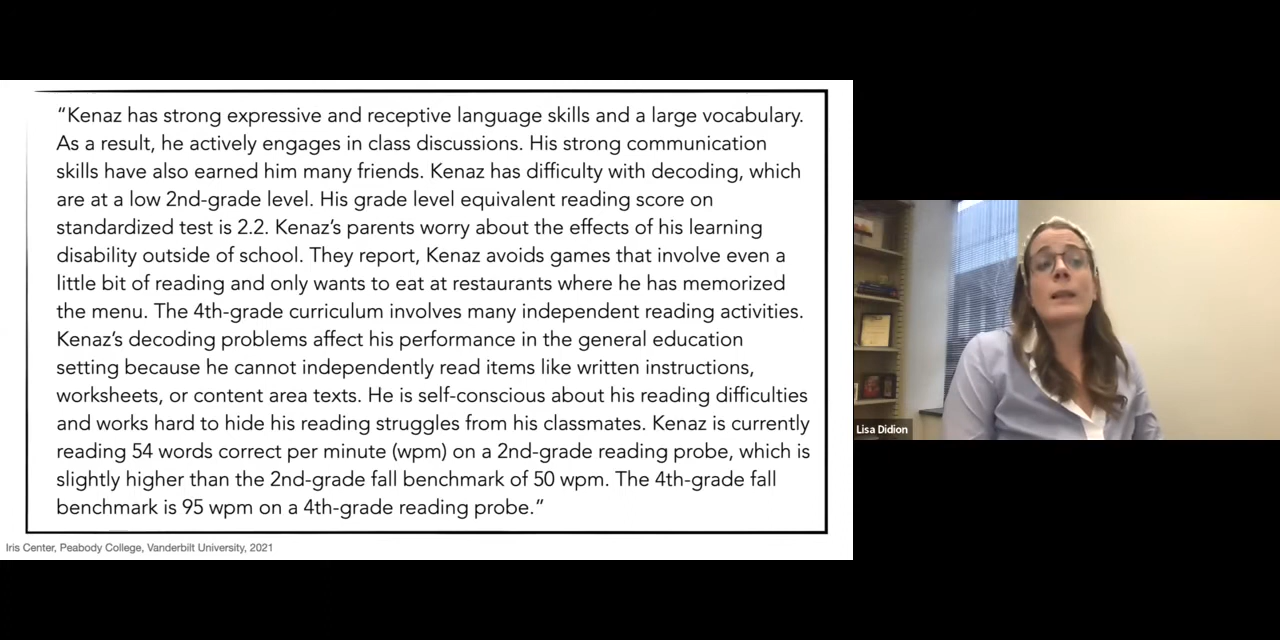 “Kenaz has strong expressive and receptive language skills and a large vocabulary.
As a result, he actively engages in class discussions. His strong communication
skills have also earned him many friends. Kenaz has difficulty with decoding, which
are at a low 2nd-grade level. His grade level equivalent reading score on
standardized test is 2.2. Kenaz’s parents worry about the effects of his learning
disability outside of school. They report, Kenaz avoids games that involve even a
little bit of reading and only wants to eat at restaurants where he has memorized
the menu. The 4th-grade curriculum involves many independent reading activities.
Kenaz’s decoding problems affect his performance in the general education
setting because he cannot independently read items like written instructions,
worksheets, or content area texts. He is self-conscious about his reading difficulties
and works hard to hide his reading struggles from his classmates. Kenaz is currently
reading 54 words correct per minute (wpm) on a 2nd-grade reading probe, which is
slightly higher than the 2nd-grade fall benchmark of 50 wpm. The 4th-grade fall
benchmark is 95 wpm on a 4th-grade reading probe.”
Iris Center, Peabody College, Vanderbilt University, 2021
Lisa Didion